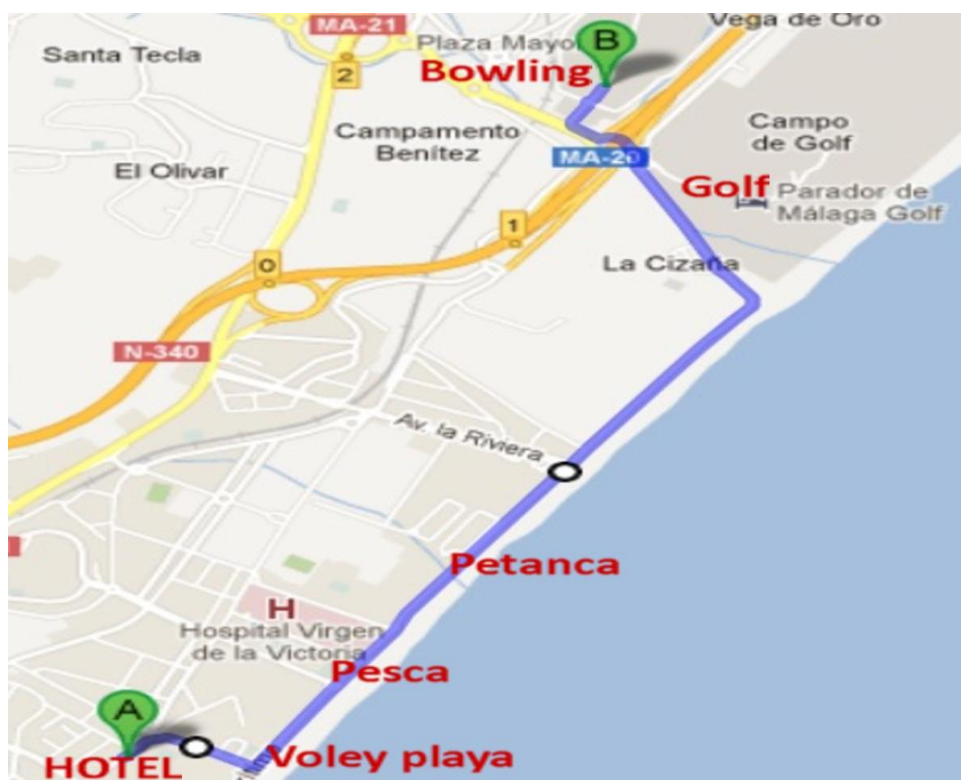 MA-21
Vega de Oro
Santa Tecla
Plaza Mayo
B
2
Bowling
Campamento
Benítez
Campo
de Golf
MA-20
El Olivar
Golf
Parador de
Málaga Golf
1
0
La Cizaña
N-340
Av. la Riviera
Petanca
H
Hospital Virgen
de la Victoria
Pesca
A
Voley playa
HOTEL